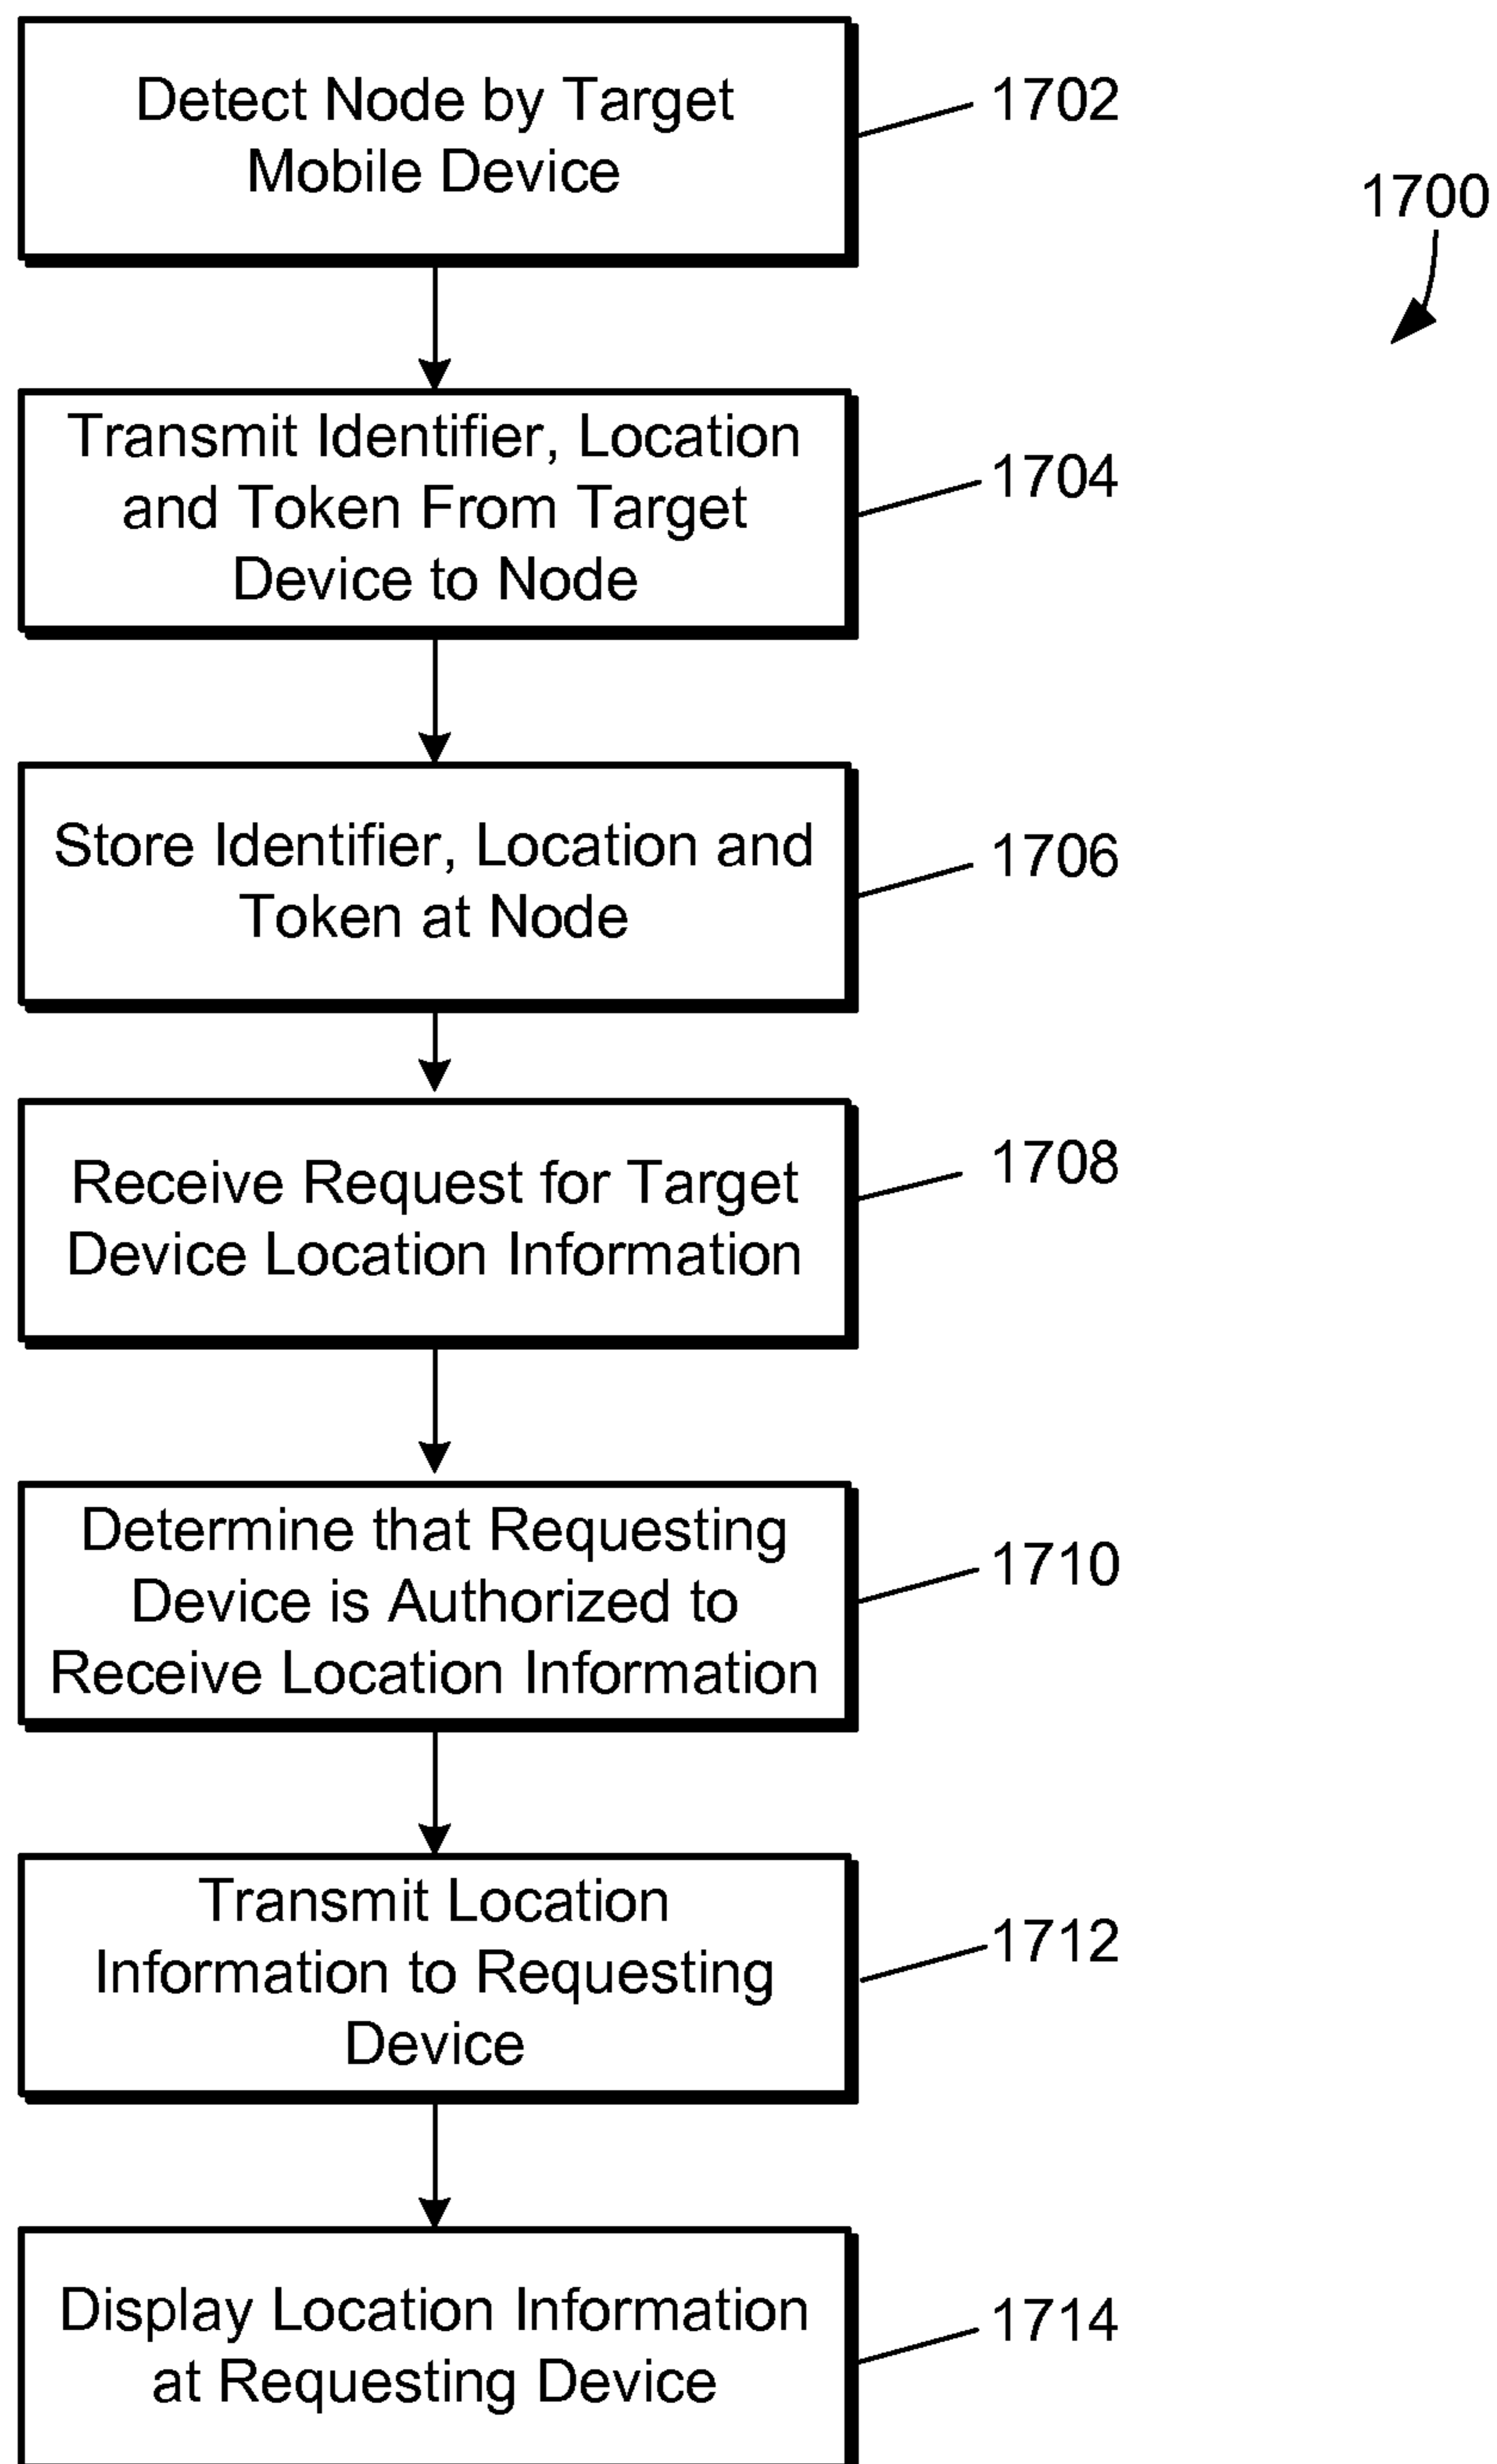 Detect Node by Target
Mobile Device
1702
1700
Transmit Identifier, Location
and Token From Target
Device to Node
1704
Store Identifier, Location and
Token at Node
1706
Receive Request for Target
Device Location Information
1708
Determine that Requesting
Device is Authorized to
Receive Location Information
1710
Transmit Location
Information to Requesting
Device
1712
Display Location Information
at Requesting Device
1714